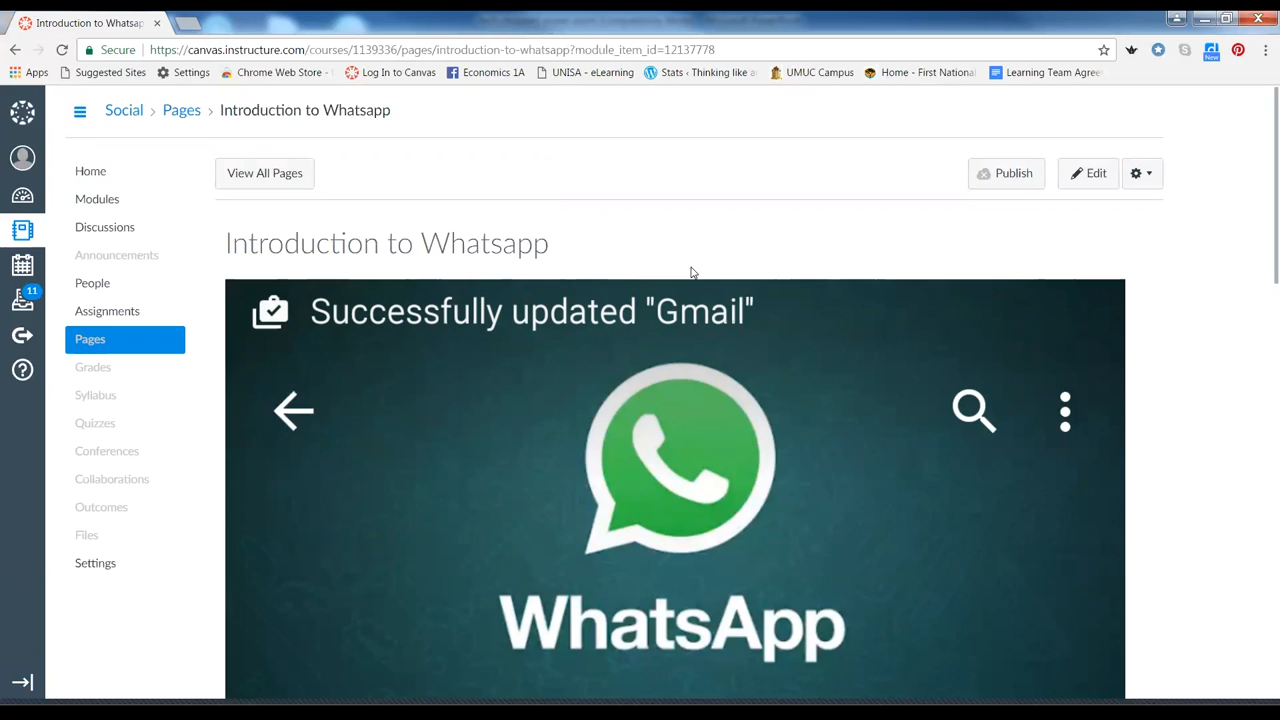 Introduction to Whatsap
Secure
https://canvas.instructure.com/courses/1139336/pages/introduction-to-whatsapp?module_item_id=12137778
New
Apps
Suggested Sites
Settings
Chrome Webstore -
Log In to Canvas
Economics 1A
UNISA - eLearning
Stats ‹ Thinking like a
UMUC Campus
Home - First National
Learning Team Agree
Social > Pages > Introduction to Whatsapp
Home
Modules
Discussions
Announcements
People
Assignments
Pages
Grades
Syllabus
Quizzes
Conferences
Collaborations
Outcomes
Files
Settings
11
View All Pages
Publish
Edit
Introduction to Whatsapp
Successfully updated "Gmail"
WhatsApp